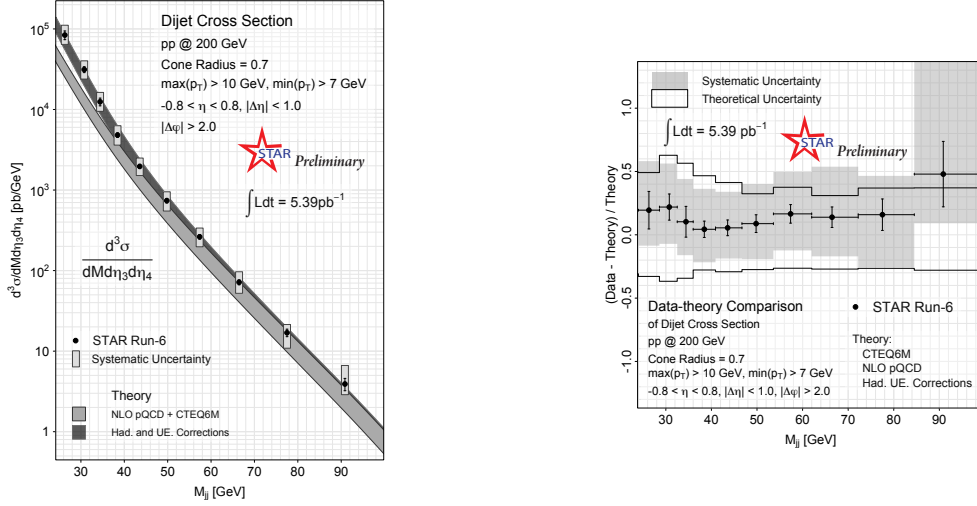 Dijet Cross Section
pp @ 200 GeV
Cone Radius = 0.7
max(p_T) > 10 GeV, min(p_T) > 7 GeV
-0.8 < η < 0.8, |Δη| < 1.0
|Δφ| > 2.0
STAR Preliminary
∫ Ldt = 5.39pb⁻¹
d³σ
dMdη₃dη₄
STAR Run-6
Systematic Uncertainty
Theory
NLO pQCD + CTEQ6M
Had. and UE. Corrections
d³σ/dMdη₃dη₄ [pb/GeV]
10⁵
10⁴
10³
10²
10
1
30 40 50 60 70 80 90
M_jj [GeV]
Systematic Uncertainty
Theoretical Uncertainty
∫ Ldt = 5.39 pb⁻¹
STAR Preliminary
(Data - Theory) / Theory
1.0
0.5
0.0
-0.5
-1.0
Data-theory Comparison
of Dijet Cross Section
pp @ 200 GeV
Cone Radius = 0.7
max(p_T) > 10 GeV, min(p_T) > 7 GeV
-0.8 < η < 0.8, |Δη| < 1.0, |Δφ| > 2.0
STAR Run-6
Theory:
CTEQ6M
NLO pQCD
Had. UE. Corrections
30 40 50 60 70 80 90
M_jj [GeV]